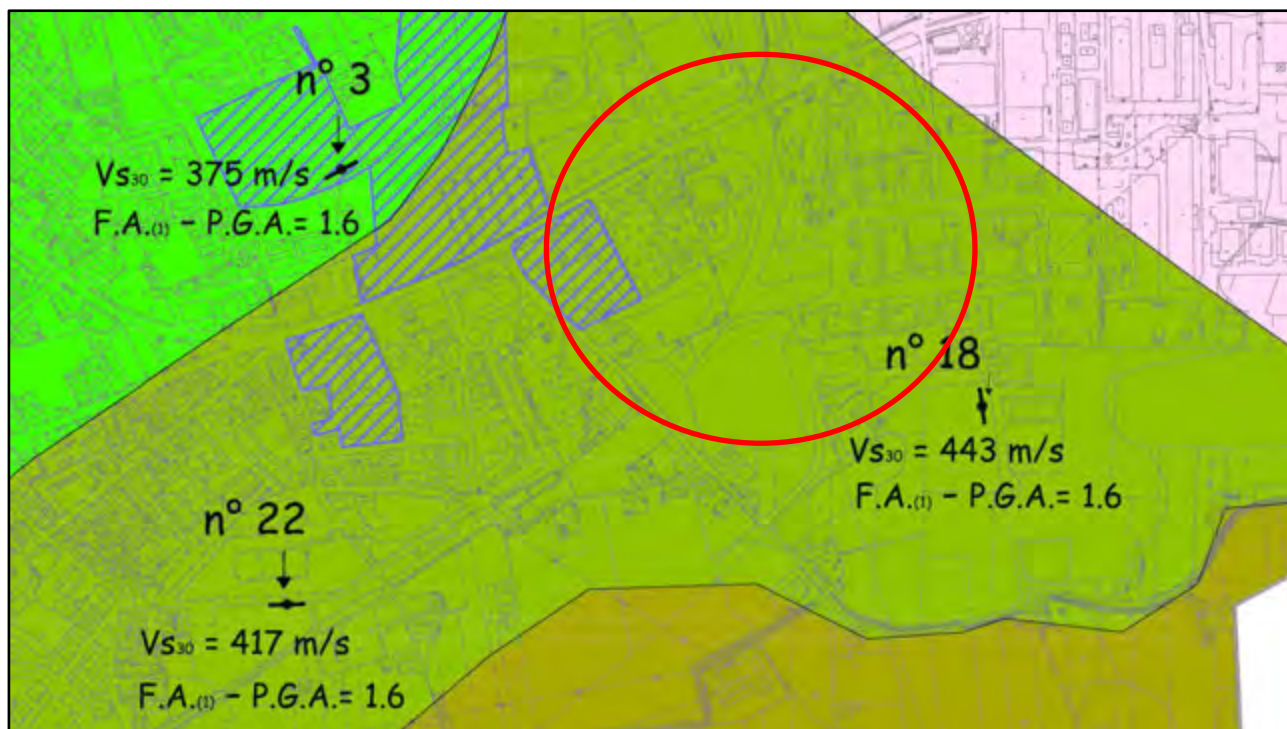 n° 3
Vs30 = 375 m/s
F.A.(1) - P.G.A.= 1.6
n° 18
Vs30 = 443 m/s
F.A.(1) - P.G.A.= 1.6
n° 22
Vs30 = 417 m/s
F.A.(1) - P.G.A.= 1.6